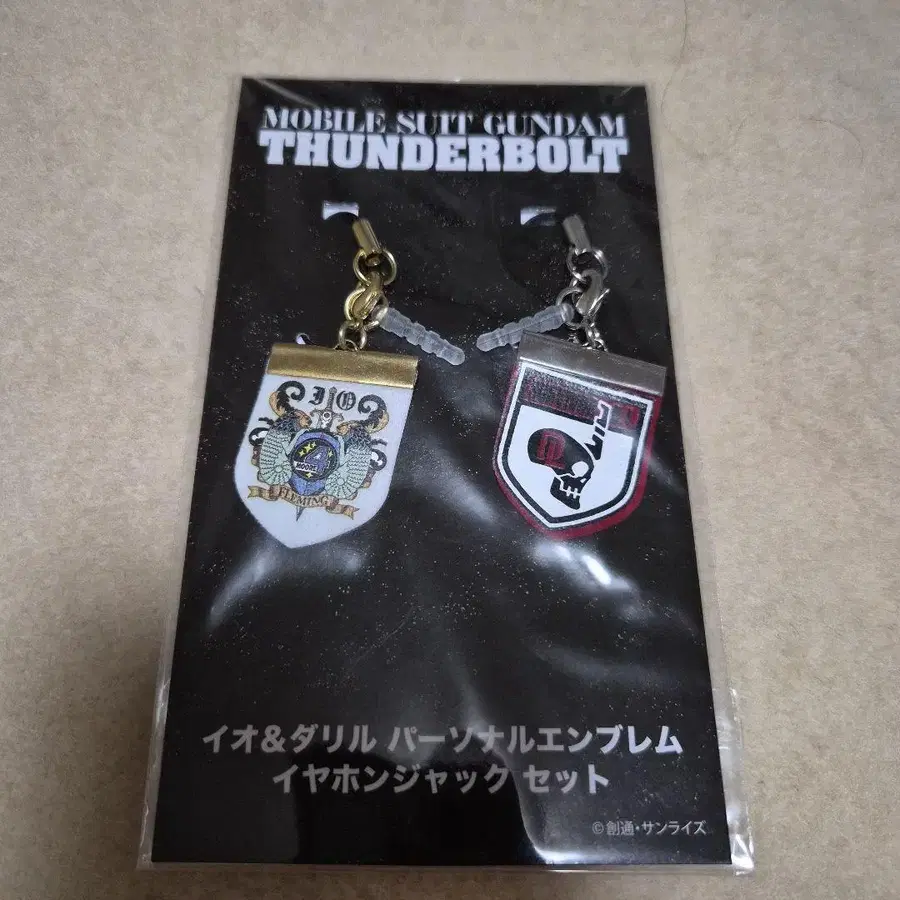 MOBILE SUIT GUNDAM
THUNDERBOLT
I O
4
MOORE
FLEMING
イオ&ダリル パーソナルエンブレム
イヤホンジャック セット
©創通・サンライズ